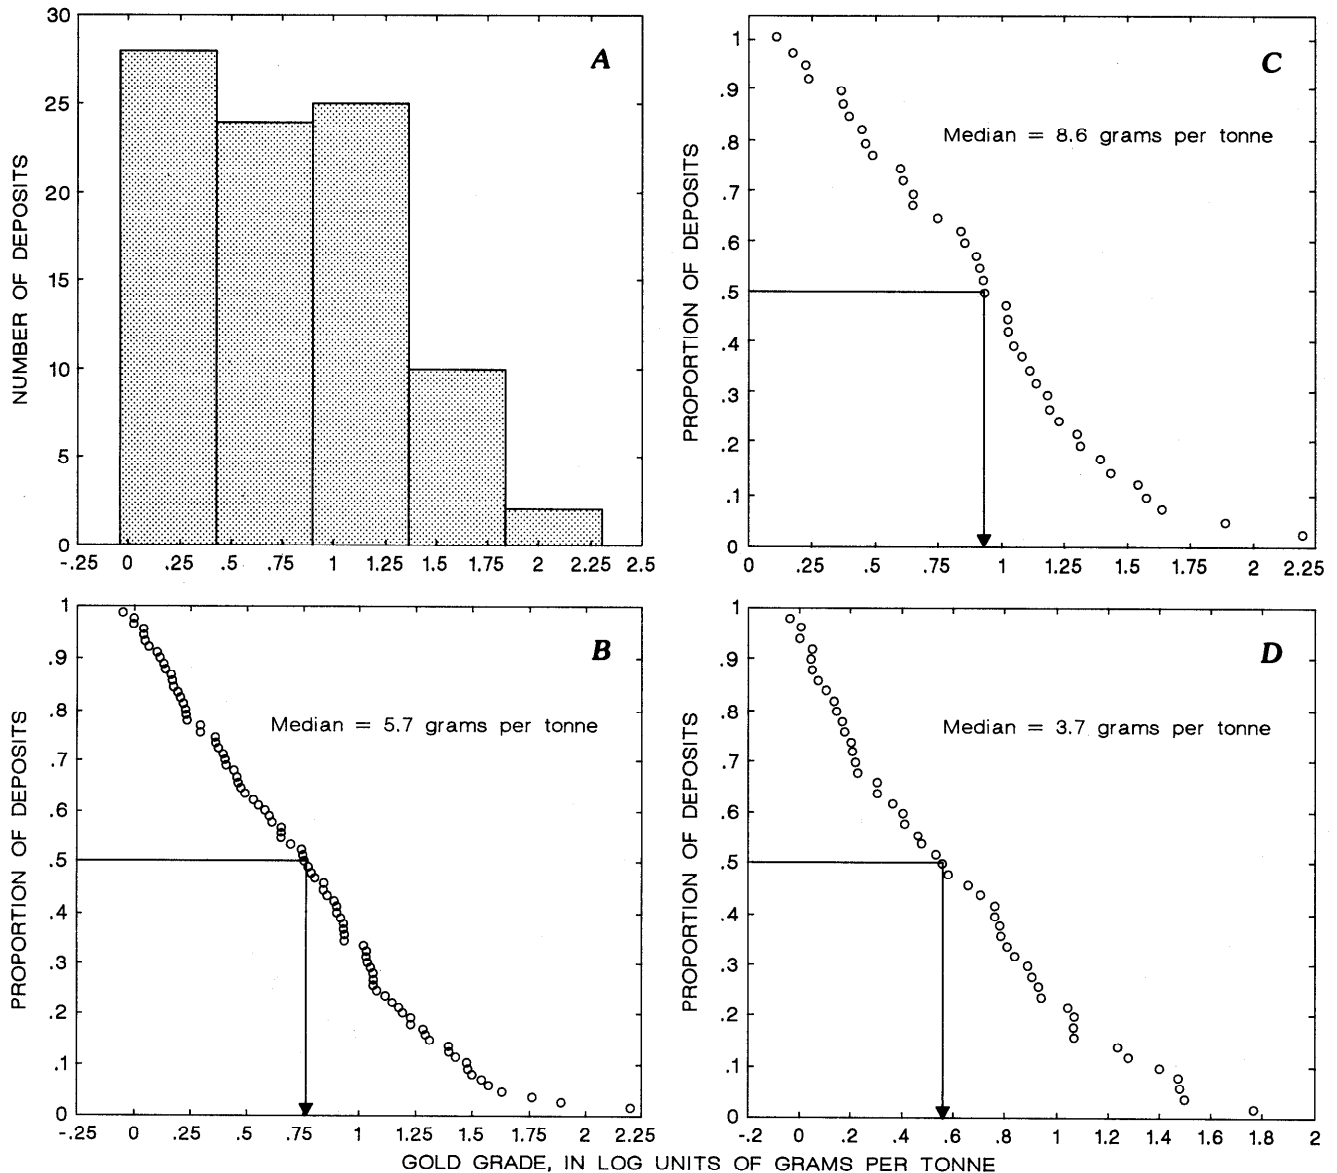 A
30
25
20
15
10
5
0
NUMBER OF DEPOSITS
-.25 0 .25 .5 .75 1 1.25 1.5 1.75 2 2.25 2.5
C
1
.9
.8
.7
.6
.5
.4
.3
.2
.1
0
PROPORTION OF DEPOSITS
Median = 8.6 grams per tonne
0 .25 .5 .75 1 1.25 1.5 1.75 2 2.25
B
1
.9
.8
.7
.6
.5
.4
.3
.2
.1
0
PROPORTION OF DEPOSITS
Median = 5.7 grams per tonne
-.25 0 .25 .5 .75 1 1.25 1.5 1.75 2 2.25
D
1
.9
.8
.7
.6
.5
.4
.3
.2
.1
0
PROPORTION OF DEPOSITS
Median = 3.7 grams per tonne
-.2 0 .2 .4 .6 .8 1 1.2 1.4 1.6 1.8 2
GOLD GRADE, IN LOG UNITS OF GRAMS PER TONNE